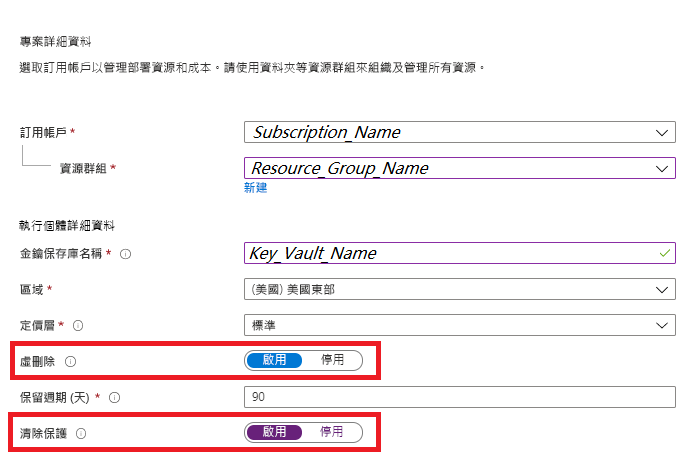 專案詳細資料
選取訂用帳戶以管理部署資源和成本。請使用資料夾等資源群組來組織及管理所有資源。
訂用帳戶 * Subscription_Name
資源群組 * Resource_Group_Name
新建
執行個體詳細資料
金鑰保存庫名稱 * Key_Vault_Name
區域 * (美國) 美國東部
定價層 * 標準
虛刪除 啟用 停用
保留週期 (天) * 90
清除保護 啟用 停用